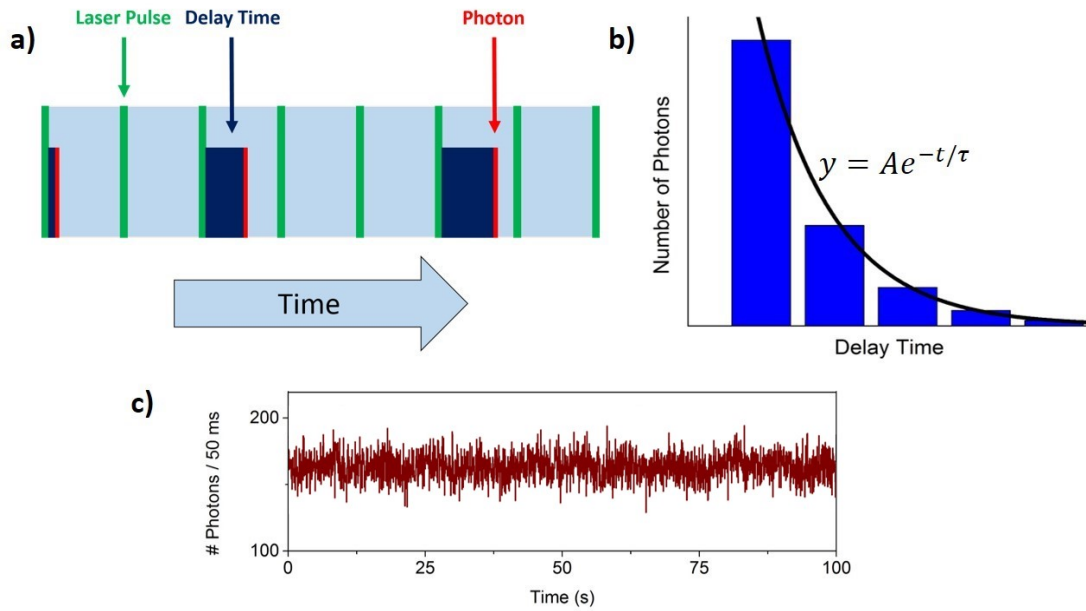 a)
Laser Pulse
Delay Time
Photon
Time
b)
Number of Photons
y = Ae^{-t/τ}
Delay Time
c)
# Photons / 50 ms
200
100
0
25
50
75
100
Time (s)